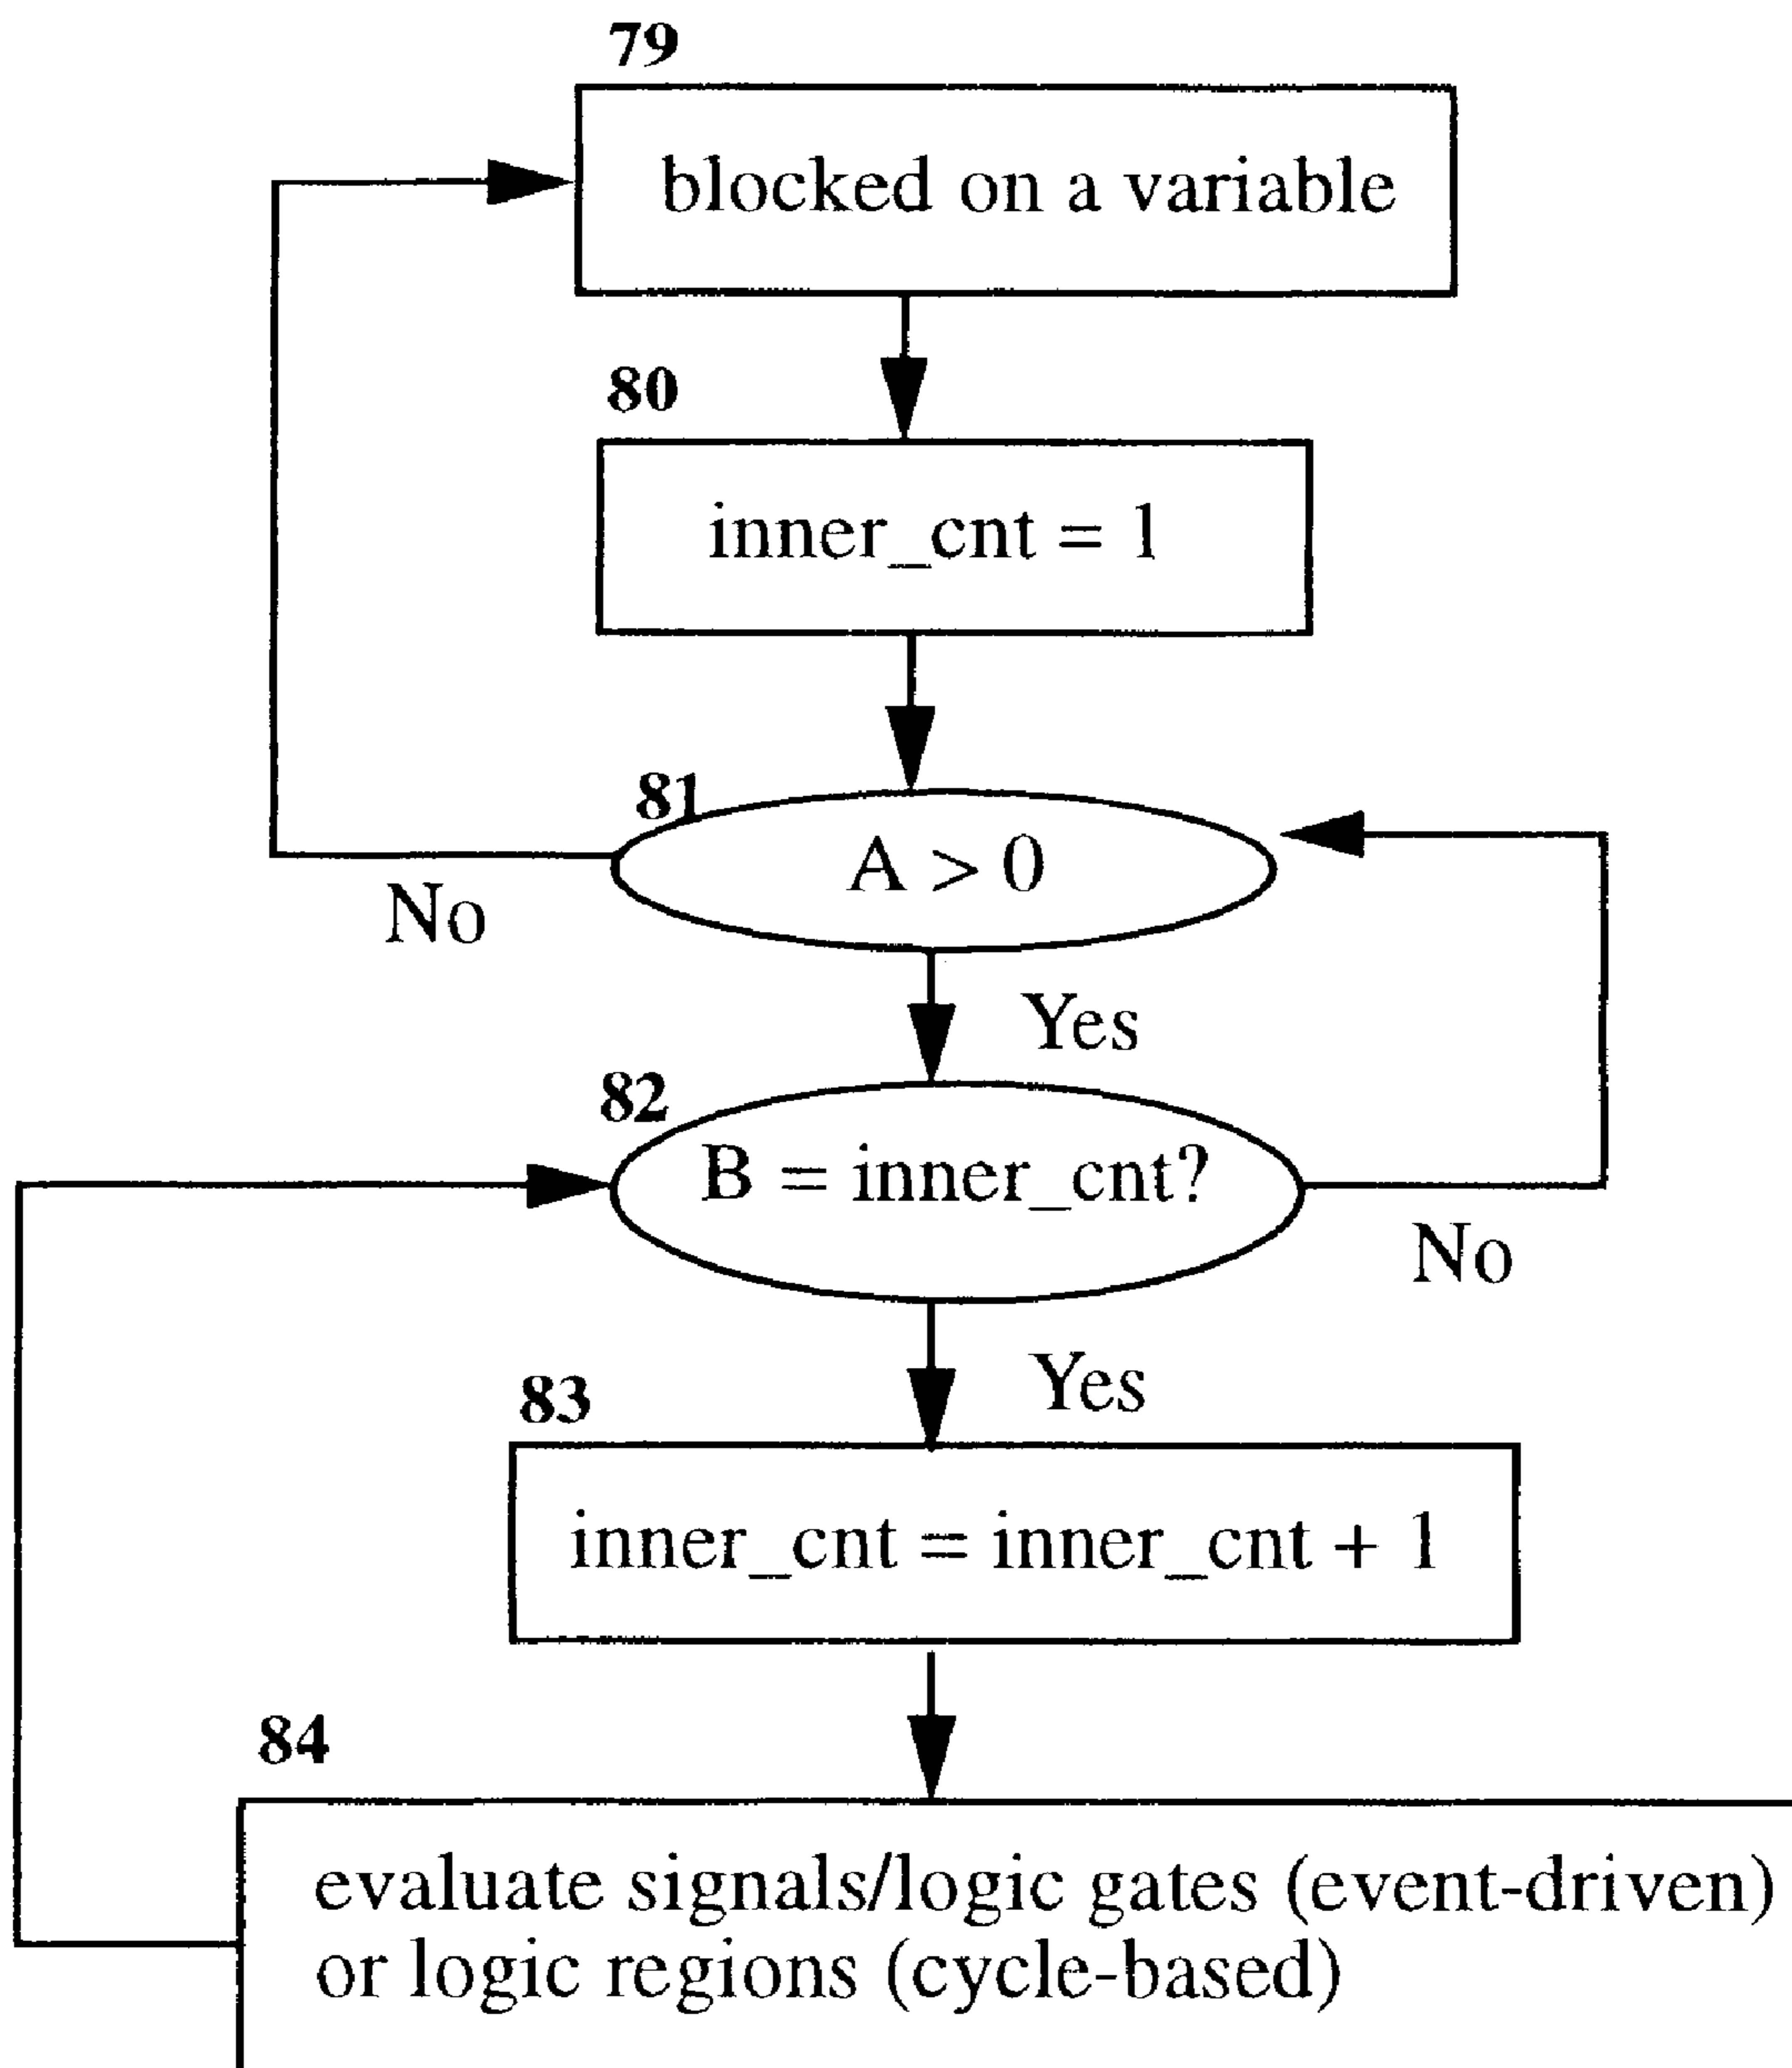 79
blocked on a variable
80
inner_cnt = 1
81
A > 0
No
Yes
82
B = inner_cnt?
No
Yes
83
inner_cnt = inner_cnt + 1
84
evaluate signals/logic gates (event-driven)
or logic regions (cycle-based)